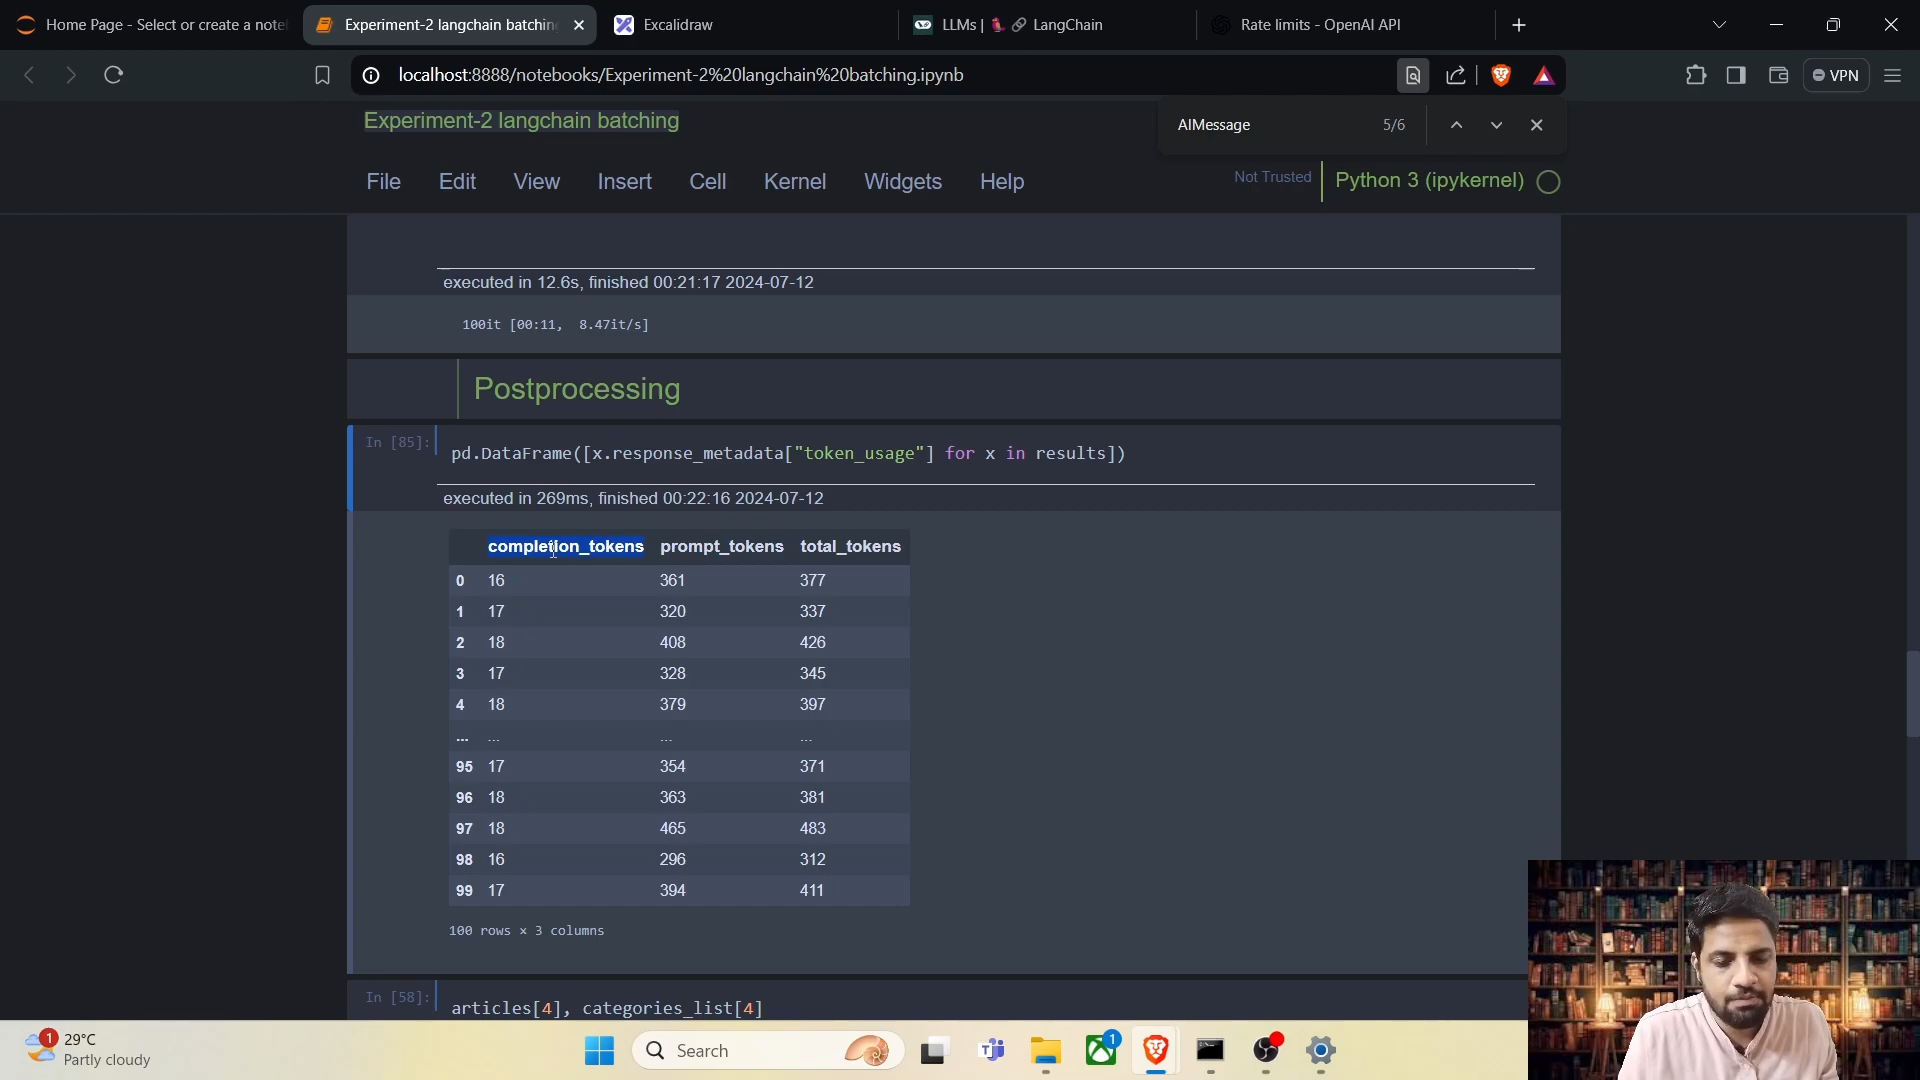 Home Page - Select or create a note
Experiment-2 langchain batchin
Excalidraw
LLMs | 🦜🔗 LangChain
Rate limits - OpenAI API
localhost:8888/notebooks/Experiment-2%20langchain%20batching.ipynb
VPN
Experiment-2 langchain batching
AIMessage 5/6
File Edit View Insert Cell Kernel Widgets Help
Not Trusted
Python 3 (ipykernel)
executed in 12.6s, finished 00:21:17 2024-07-12
100it [00:11, 8.47it/s]
Postprocessing
In [85]:
pd.DataFrame([x.response_metadata["token_usage"] for x in results])
executed in 269ms, finished 00:22:16 2024-07-12
completion_tokens prompt_tokens total_tokens
0 16 361 377
1 17 320 337
2 18 408 426
3 17 328 345
4 18 379 397
... ... ... ...
95 17 354 371
96 18 363 381
97 18 465 483
98 16 296 312
99 17 394 411
100 rows × 3 columns
In [58]:
articles[4], categories_list[4]
1
29°C
Partly cloudy
Search
1